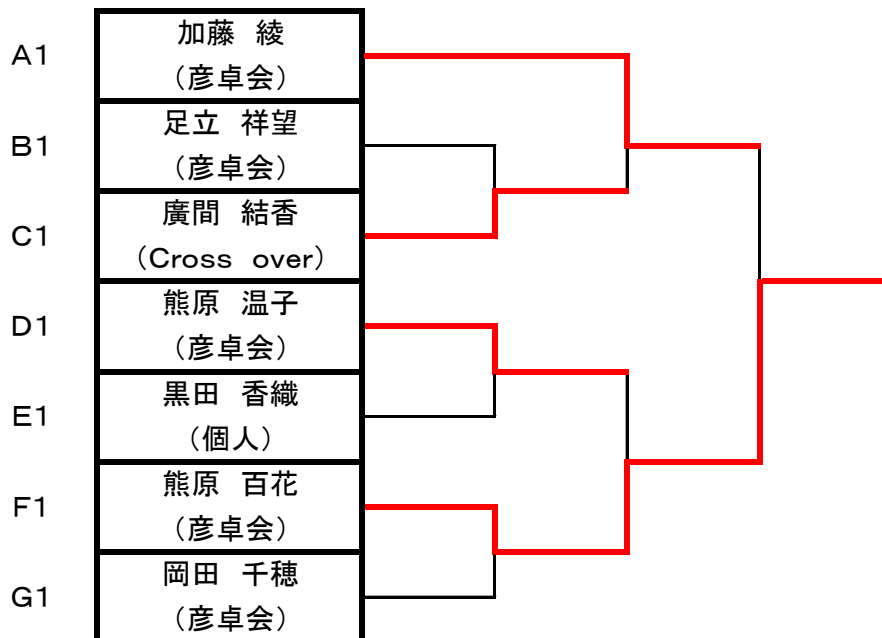 A1
加藤 綾
(彦卓会)
B1
足立 祥望
(彦卓会)
C1
廣間 結香
(Cross over)
D1
熊原 温子
(彦卓会)
E1
黒田 香織
(個人)
F1
熊原 百花
(彦卓会)
G1
岡田 千穂
(彦卓会)